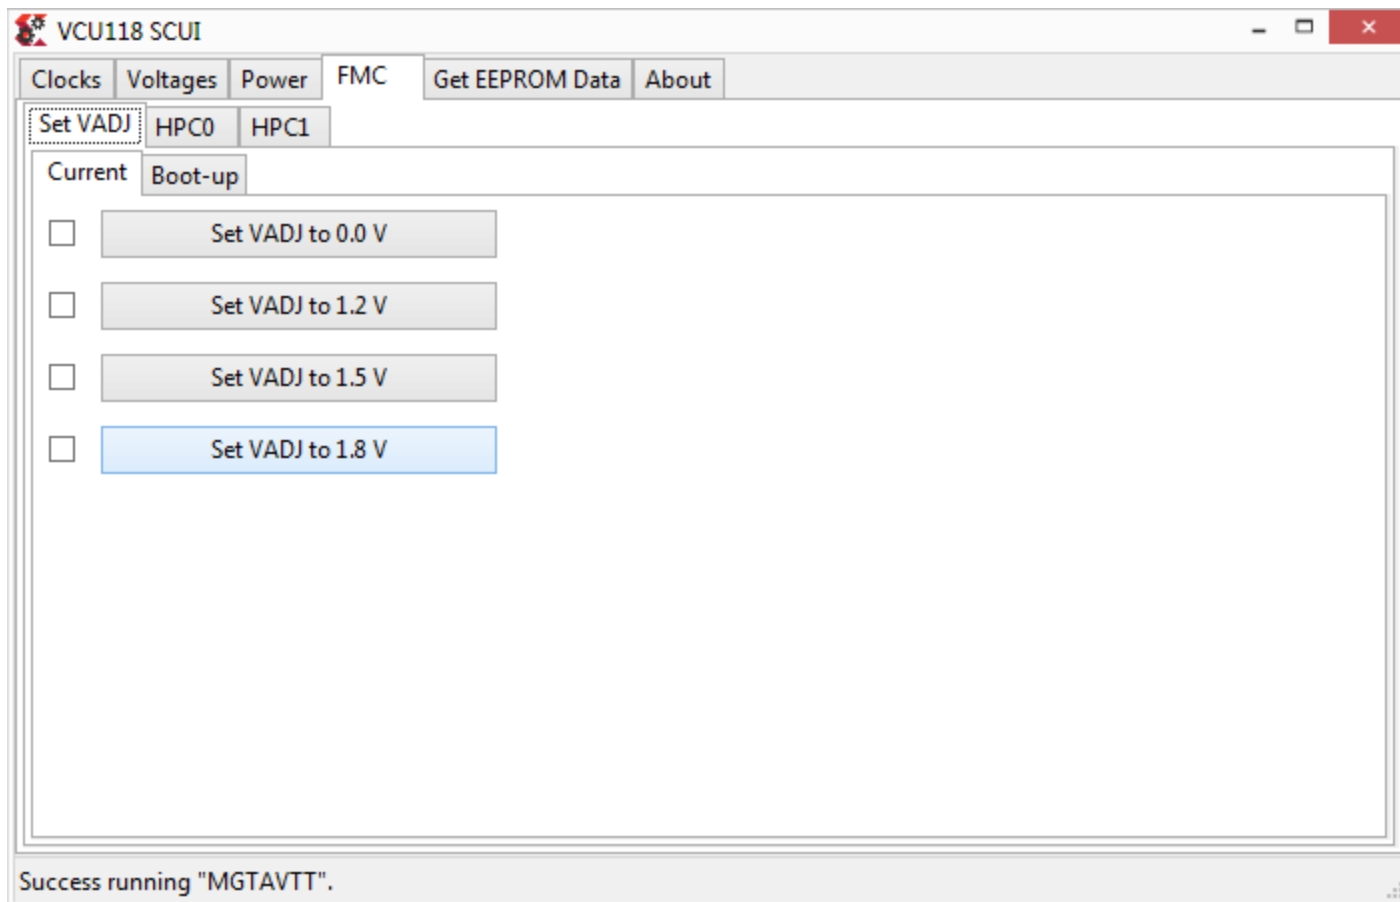 VCU118 SCUI
Clocks Voltages Power FMC Get EEPROM Data About
Set VADJ HPC0 HPC1
Current Boot-up
Set VADJ to 0.0 V
Set VADJ to 1.2 V
Set VADJ to 1.5 V
Set VADJ to 1.8 V
Success running "MGTAVTT".